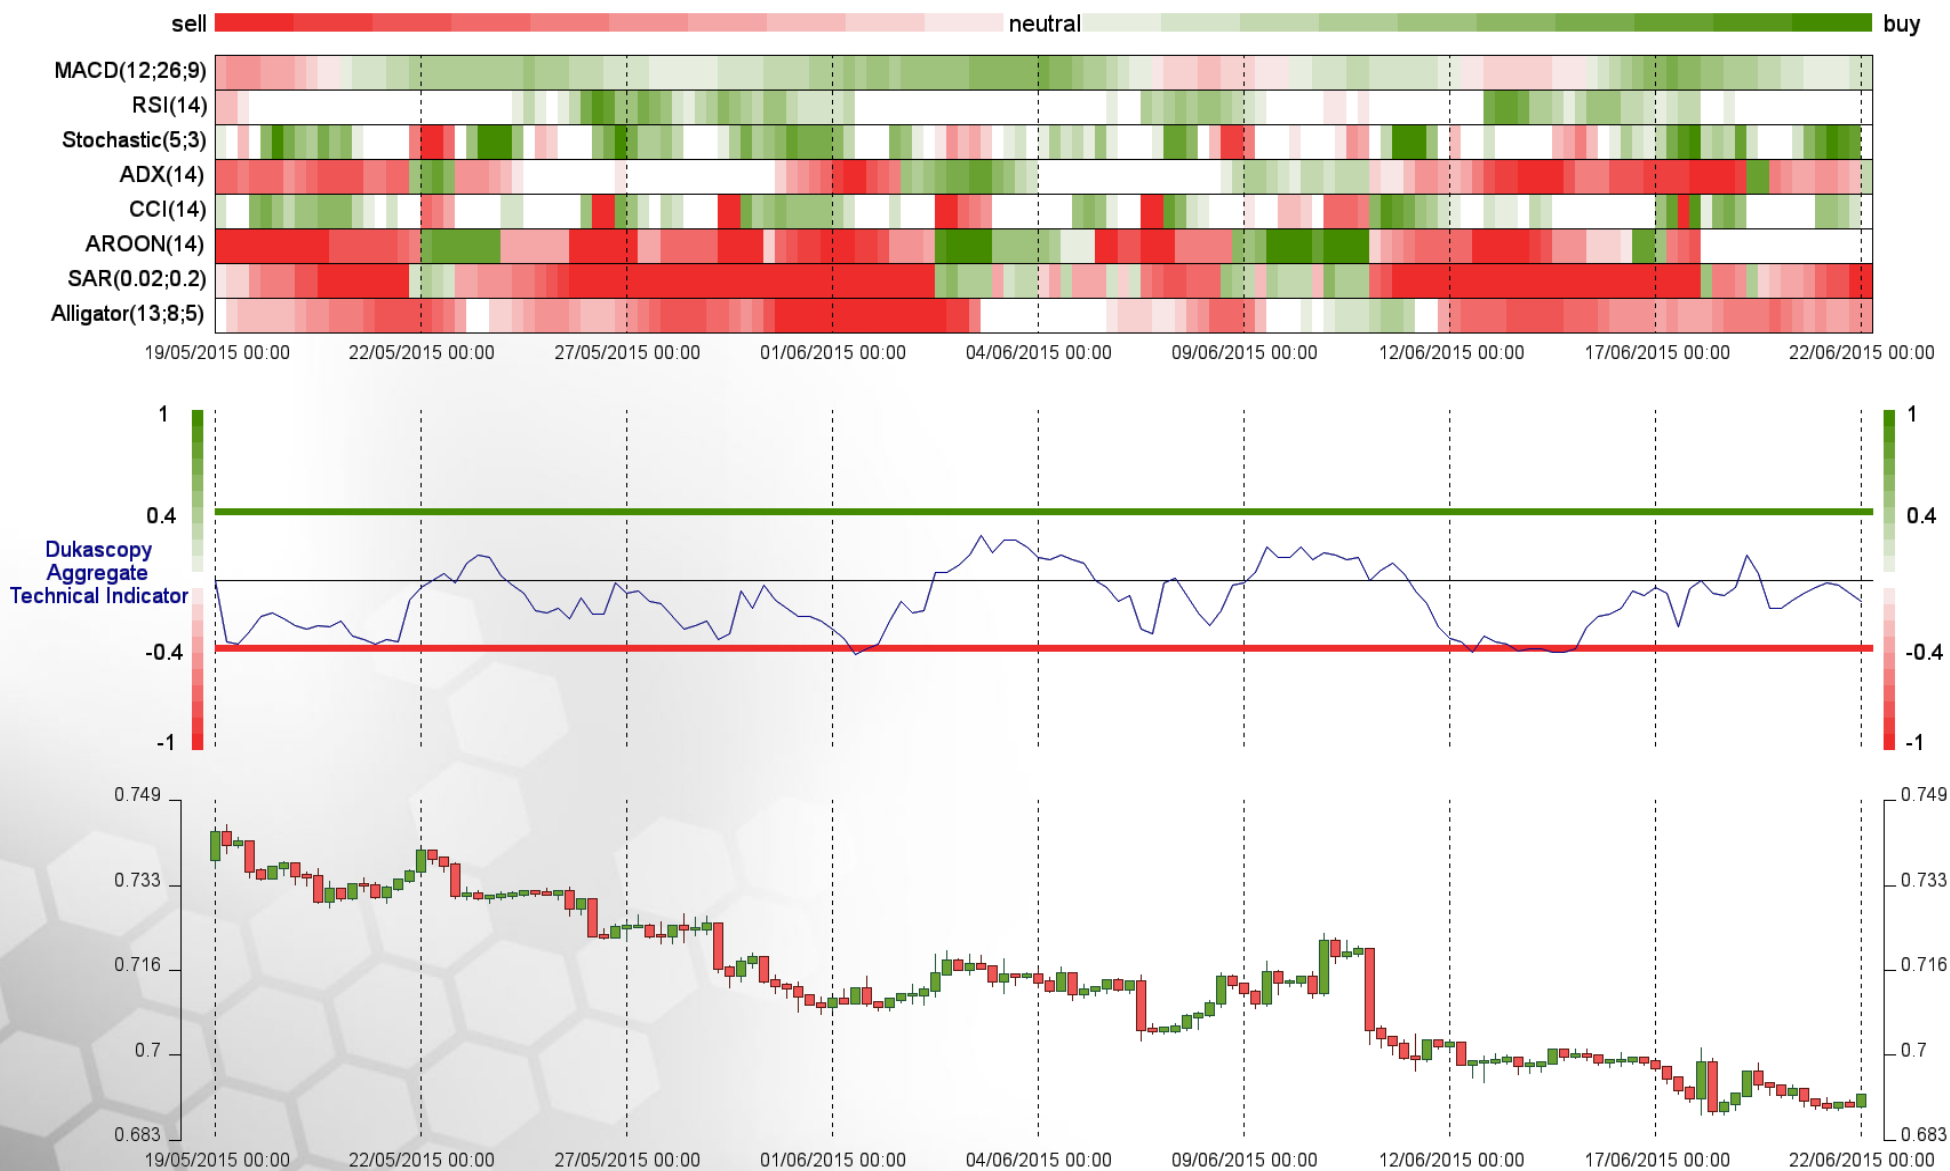 sell neutral buy
MACD(12;26;9)
RSI(14)
Stochastic(5;3)
ADX(14)
CCI(14)
AROON(14)
SAR(0.02;0.2)
Alligator(13;8;5)
19/05/2015 00:00 22/05/2015 00:00 27/05/2015 00:00 01/06/2015 00:00 04/06/2015 00:00 09/06/2015 00:00 12/06/2015 00:00 17/06/2015 00:00 22/06/2015 00:00
1 1
0.4 0.4
Dukascopy
Aggregate
Technical Indicator
-0.4 -0.4
-1 -1
0.749 0.749
0.733 0.733
0.716 0.716
0.7 0.7
0.683 0.683
19/05/2015 00:00 22/05/2015 00:00 27/05/2015 00:00 01/06/2015 00:00 04/06/2015 00:00 09/06/2015 00:00 12/06/2015 00:00 17/06/2015 00:00 22/06/2015 00:00